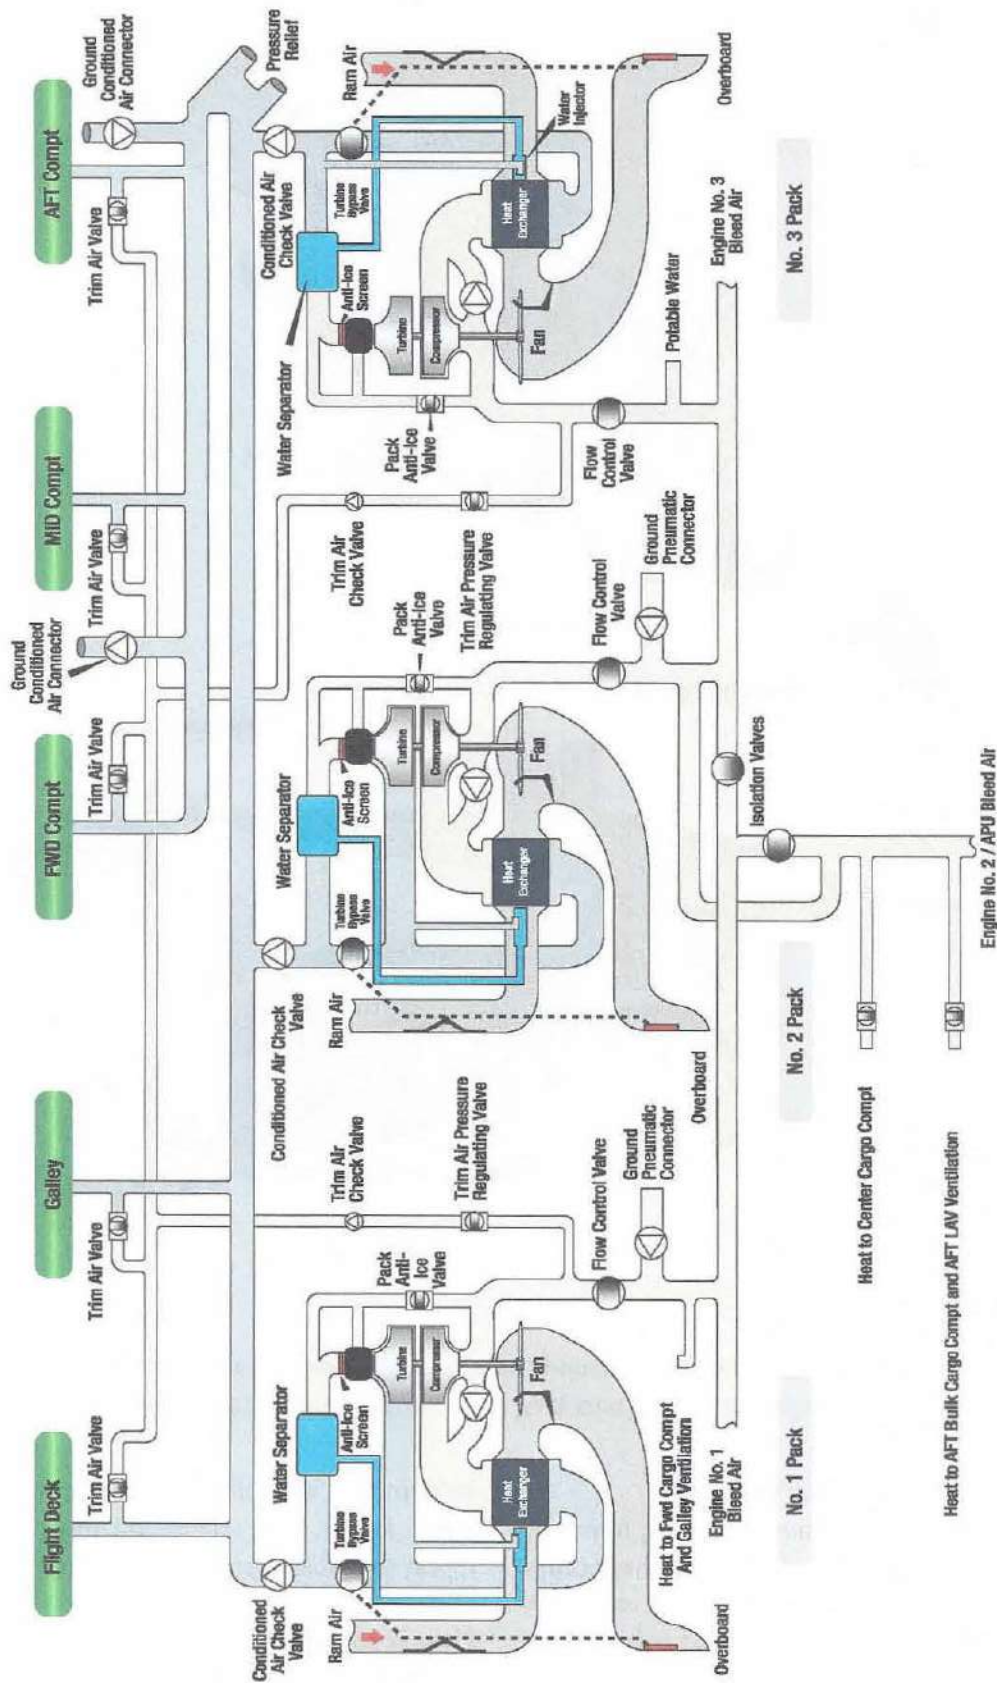 Flight Deck
Galley
FWD Compt
MID Compt
AFT Compt
Ground
Conditioned
Air Connector
Ground
Conditioned
Air Connector
Pressure
Relief
Trim Air Valve
Trim Air Valve
Trim Air Valve
Trim Air Valve
Trim Air Valve
Conditioned
Air Check
Valve
Water Separator
Turbine
Bypass
Valve
Anti-Ice
Screen
Ram Air
Turbine
Compressor
Pack
Anti-
Ice
Valve
Heat
Exchanger
Fan
Trim Air
Check Valve
Trim Air Pressure
Regulating Valve
Flow Control Valve
Ground
Pneumatic
Connector
Overboard
Heat to Fwd Cargo Compt
And Galley Ventilation
Engine No. 1
Bleed Air
No. 1 Pack
Conditioned Air Check
Valve
Water Separator
Turbine
Bypass
Valve
Anti-Ice
Screen
Ram Air
Turbine
Compressor
Pack
Anti-Ice
Valve
Heat
Exchanger
Fan
Trim Air
Check Valve
Trim Air Pressure
Regulating Valve
Flow Control
Valve
Ground
Pneumatic
Connector
Overboard
Isolation Valves
No. 2 Pack
Conditioned Air
Check Valve
Water Separator
Turbine
Bypass
Valve
Anti-Ice
Screen
Ram Air
Turbine
Compressor
Pack
Anti-Ice
Valve
Heat
Exchanger
Water
Injector
Fan
Flow
Control
Valve
Potable Water
Overboard
Engine No. 3
Bleed Air
No. 3 Pack
Heat to Center Cargo Compt
Heat to AFT Bulk Cargo Compt and AFT LAV Ventilation
Engine No. 2 / APU Bleed Air